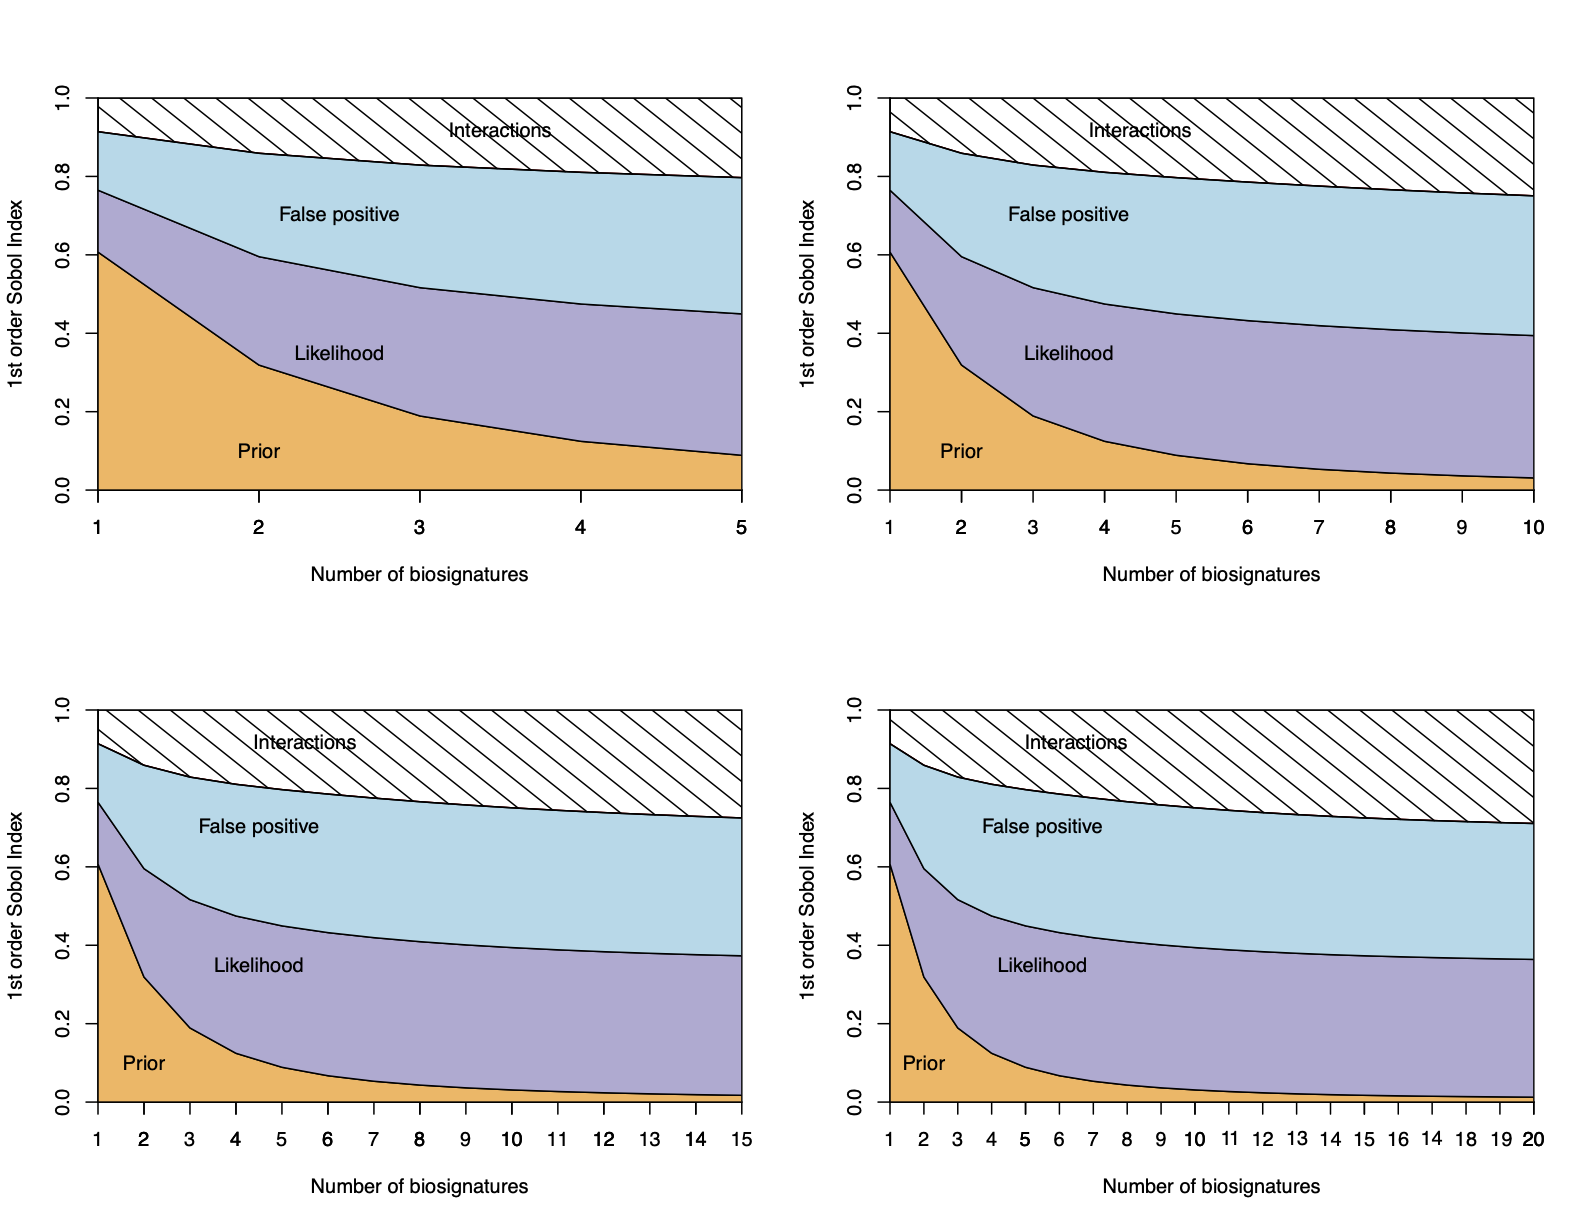 1st order Sobol Index
0.0 0.2 0.4 0.6 0.8 1.0
Interactions
False positive
Likelihood
Prior
1 2 3 4 5
Number of biosignatures
1st order Sobol Index
0.0 0.2 0.4 0.6 0.8 1.0
Interactions
False positive
Likelihood
Prior
1 2 3 4 5 6 7 8 9 10
Number of biosignatures
1st order Sobol Index
0.0 0.2 0.4 0.6 0.8 1.0
Interactions
False positive
Likelihood
Prior
1 2 3 4 5 6 7 8 9 10 11 12 13 14 15
Number of biosignatures
1st order Sobol Index
0.0 0.2 0.4 0.6 0.8 1.0
Interactions
False positive
Likelihood
Prior
1 2 3 4 5 6 7 8 9 10 11 12 13 14 15 16 14 18 19 20
Number of biosignatures